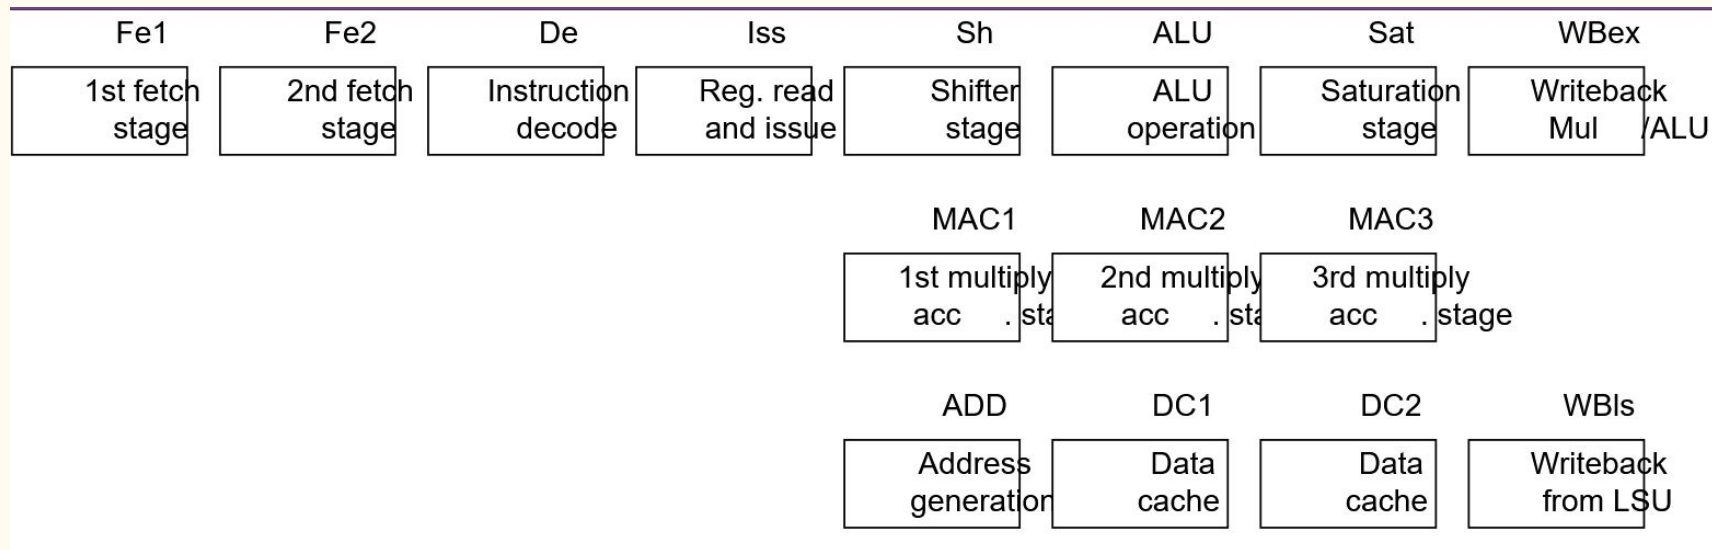 Fe1 Fe2 De Iss Sh ALU Sat WBex
1st fetch 2nd fetch Instruction Reg. read Shifter ALU Saturation Writeback
stage stage decode and issue stage operation stage Mul /ALU
MAC1 MAC2 MAC3
1st multiply 2nd multiply 3rd multiply
acc . sta acc . sta acc . stage
ADD DC1 DC2 WBls
Address Data Data Writeback
generation cache cache from LSU